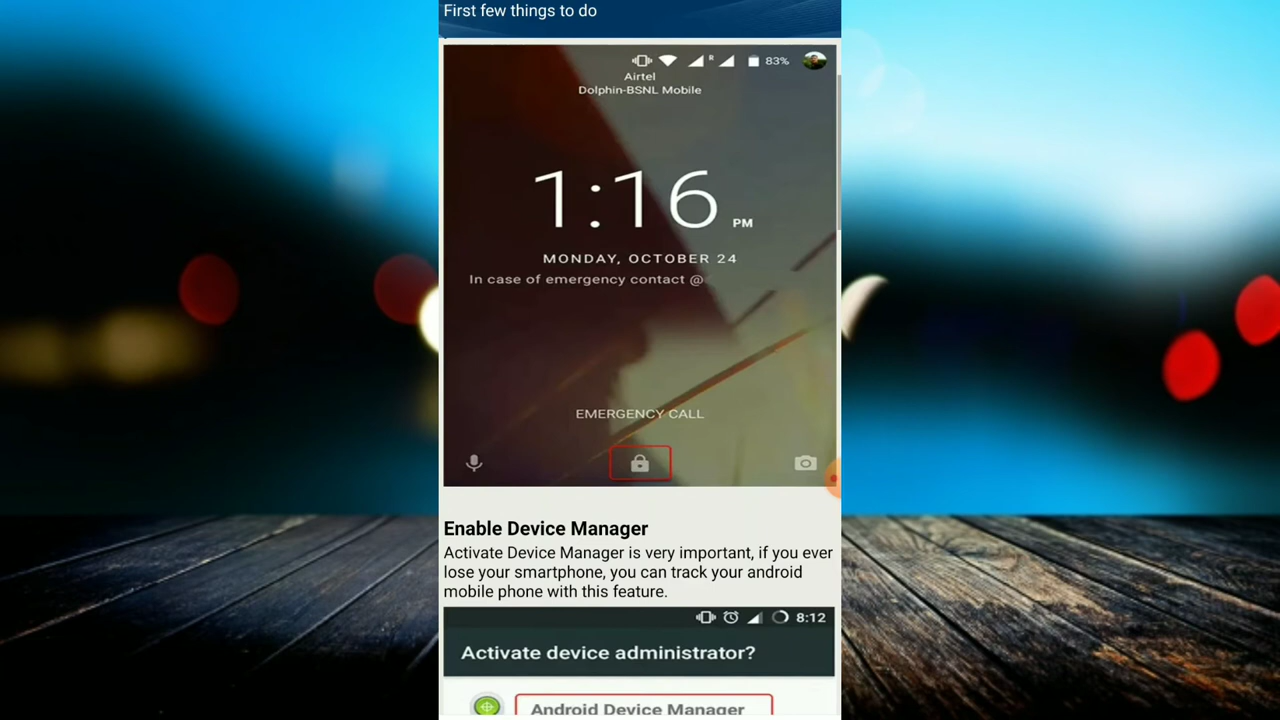 First few things to do
R 83%
Airtel
Dolphin-BSNL Mobile
1:16 PM
MONDAY, OCTOBER 24
In case of emergency contact @
EMERGENCY CALL
Enable Device Manager
Activate Device Manager is very important, if you ever
lose your smartphone, you can track your android
mobile phone with this feature.
8:12
Activate device administrator?
Android Device Manager